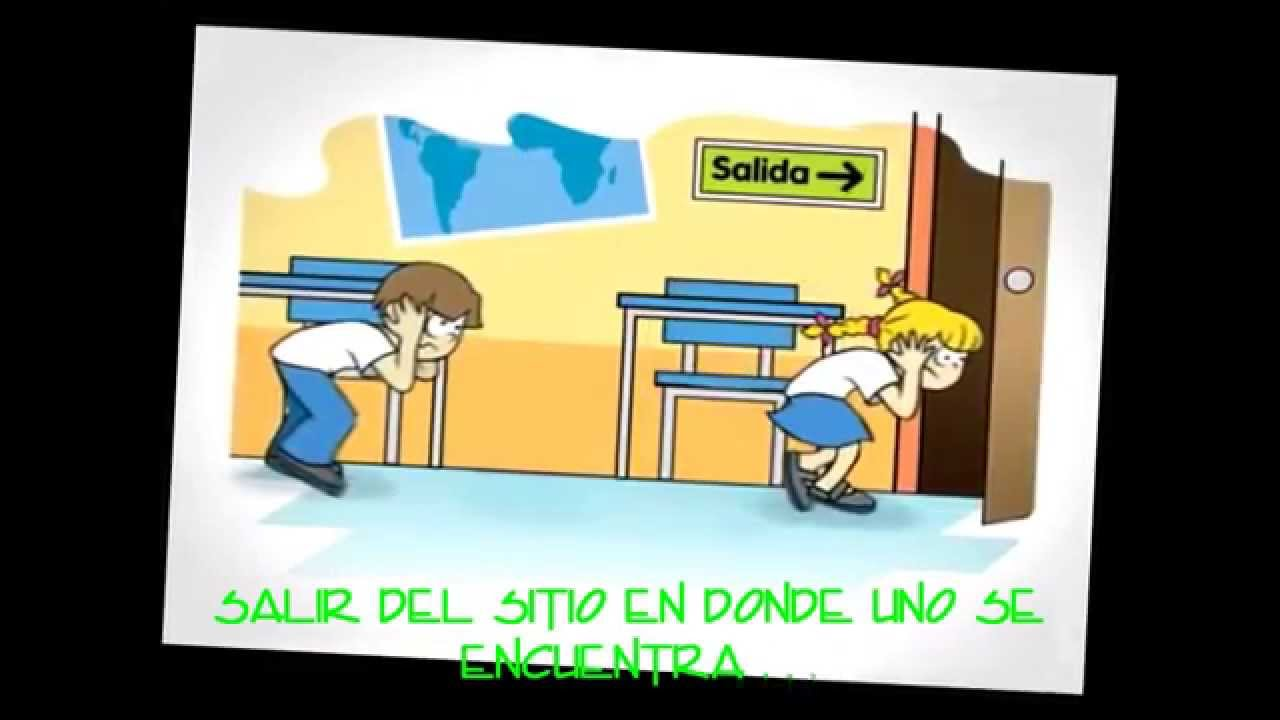 Salida →
SALIR DEL SITIO EN DONDE UNO SE
ENCUENTRA . . .